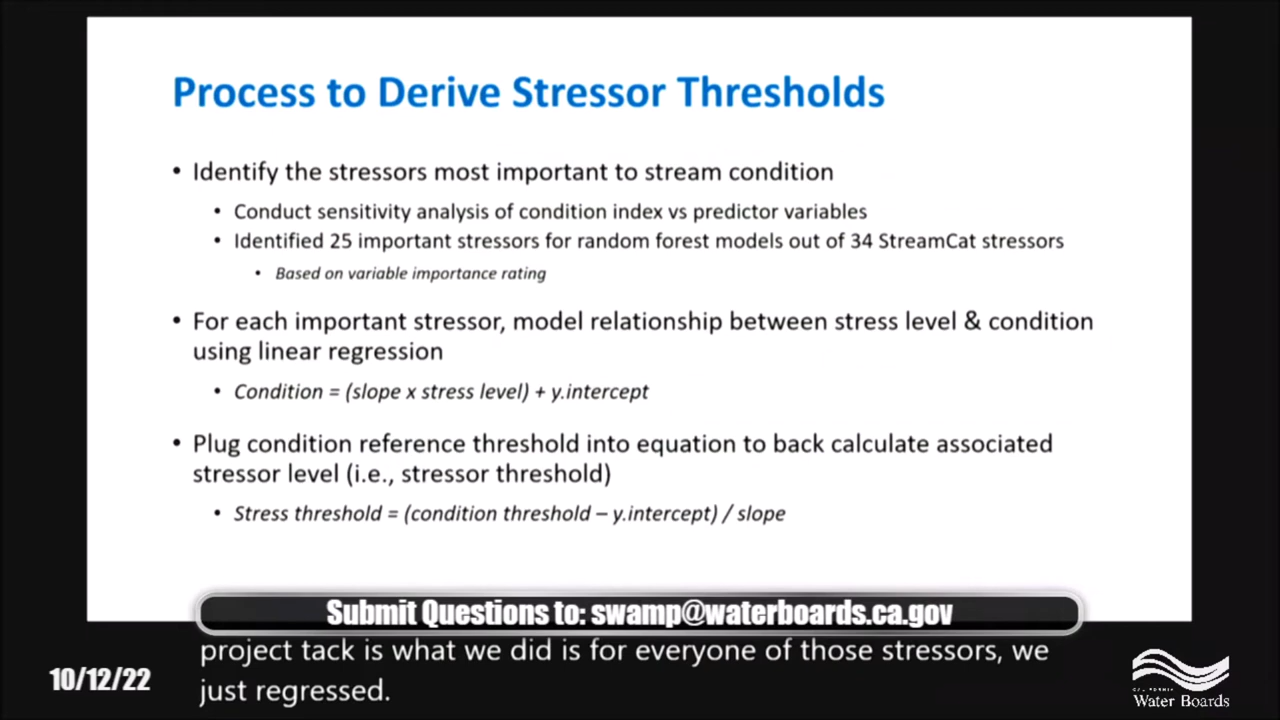 Process to Derive Stressor Thresholds
• Identify the stressors most important to stream condition
• Conduct sensitivity analysis of condition index vs predictor variables
• Identified 25 important stressors for random forest models out of 34 StreamCat stressors
• Based on variable importance rating
• For each important stressor, model relationship between stress level & condition
using linear regression
• Condition = (slope x stress level) + y.intercept
• Plug condition reference threshold into equation to back calculate associated
stressor level (i.e., stressor threshold)
• Stress threshold = (condition threshold – y.intercept) / slope
Submit Questions to: swamp@waterboards.ca.gov
project tack is what we did is for everyone of those stressors, we
just regressed.
10/12/22
CALIFORNIA
Water Boards